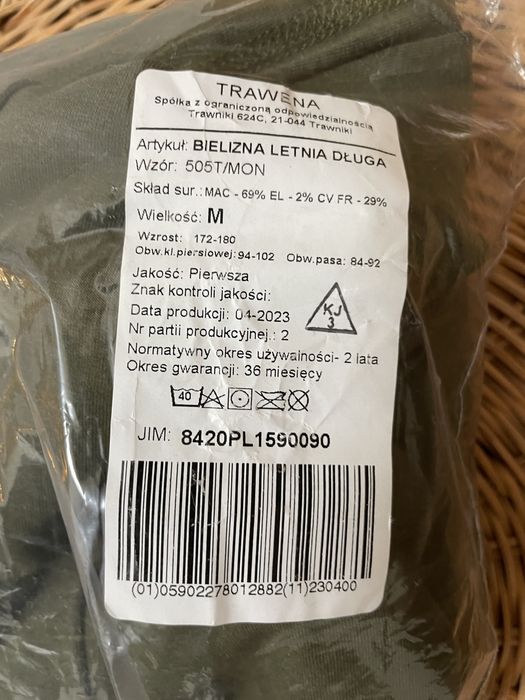 TRAWENA
Spółka z ograniczoną odpowiedzialnością
Trawniki 624C, 21-044 Trawniki
Artykuł: BIELIZNA LETNIA DŁUGA
Wzór: 505T/MON
Skład sur.: MAC - 69% EL - 2% CV FR - 29%
Wielkość: M
Wzrost: 172-180
Obw.kl.piersiowej: 94-102 Obw.pasa: 84-92
Jakość: Pierwsza
Znak kontroli jakości:
KJ
3
Data produkcji: 04-2023
Nr partii produkcyjnej.: 2
Normatywny okres używalności- 2 lata
Okres gwarancji: 36 miesięcy
40
JIM: 8420PL1590090
(01)05902278012882(11)230400